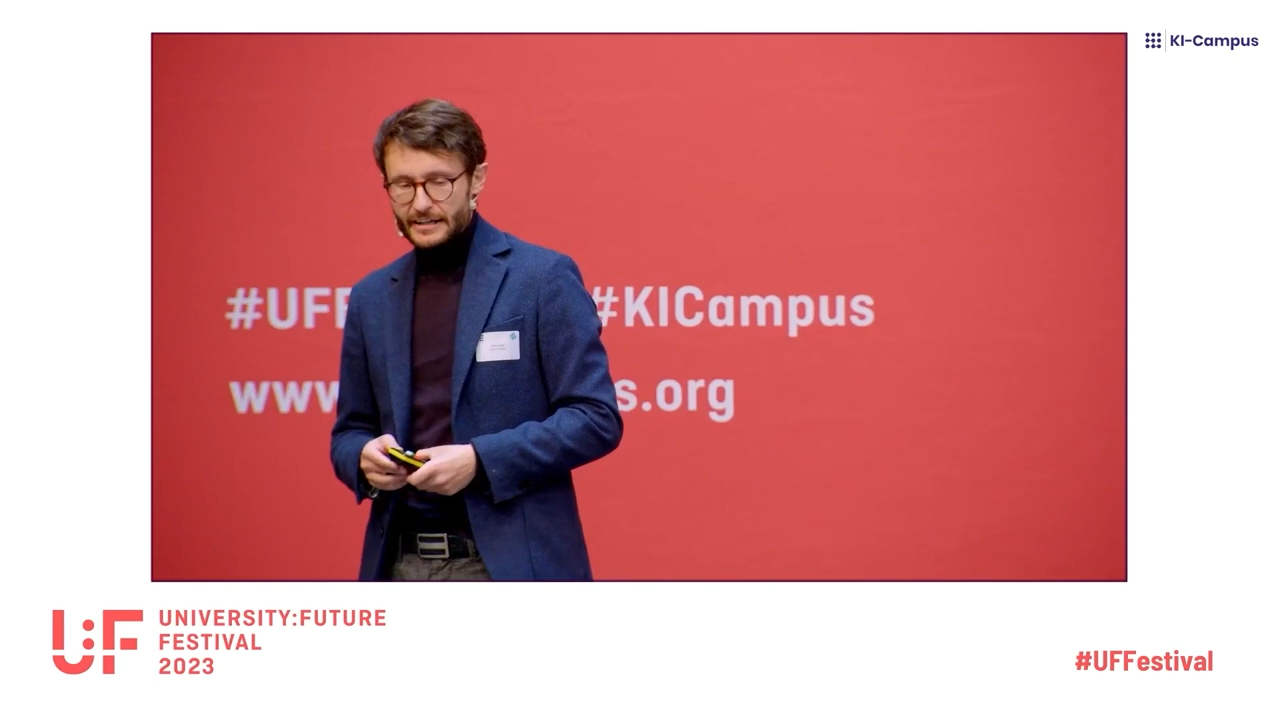 KI-Campus
#UFF #KICampus
www s.org
UNIVERSITY:FUTURE
FESTIVAL
2023
#UFFestival